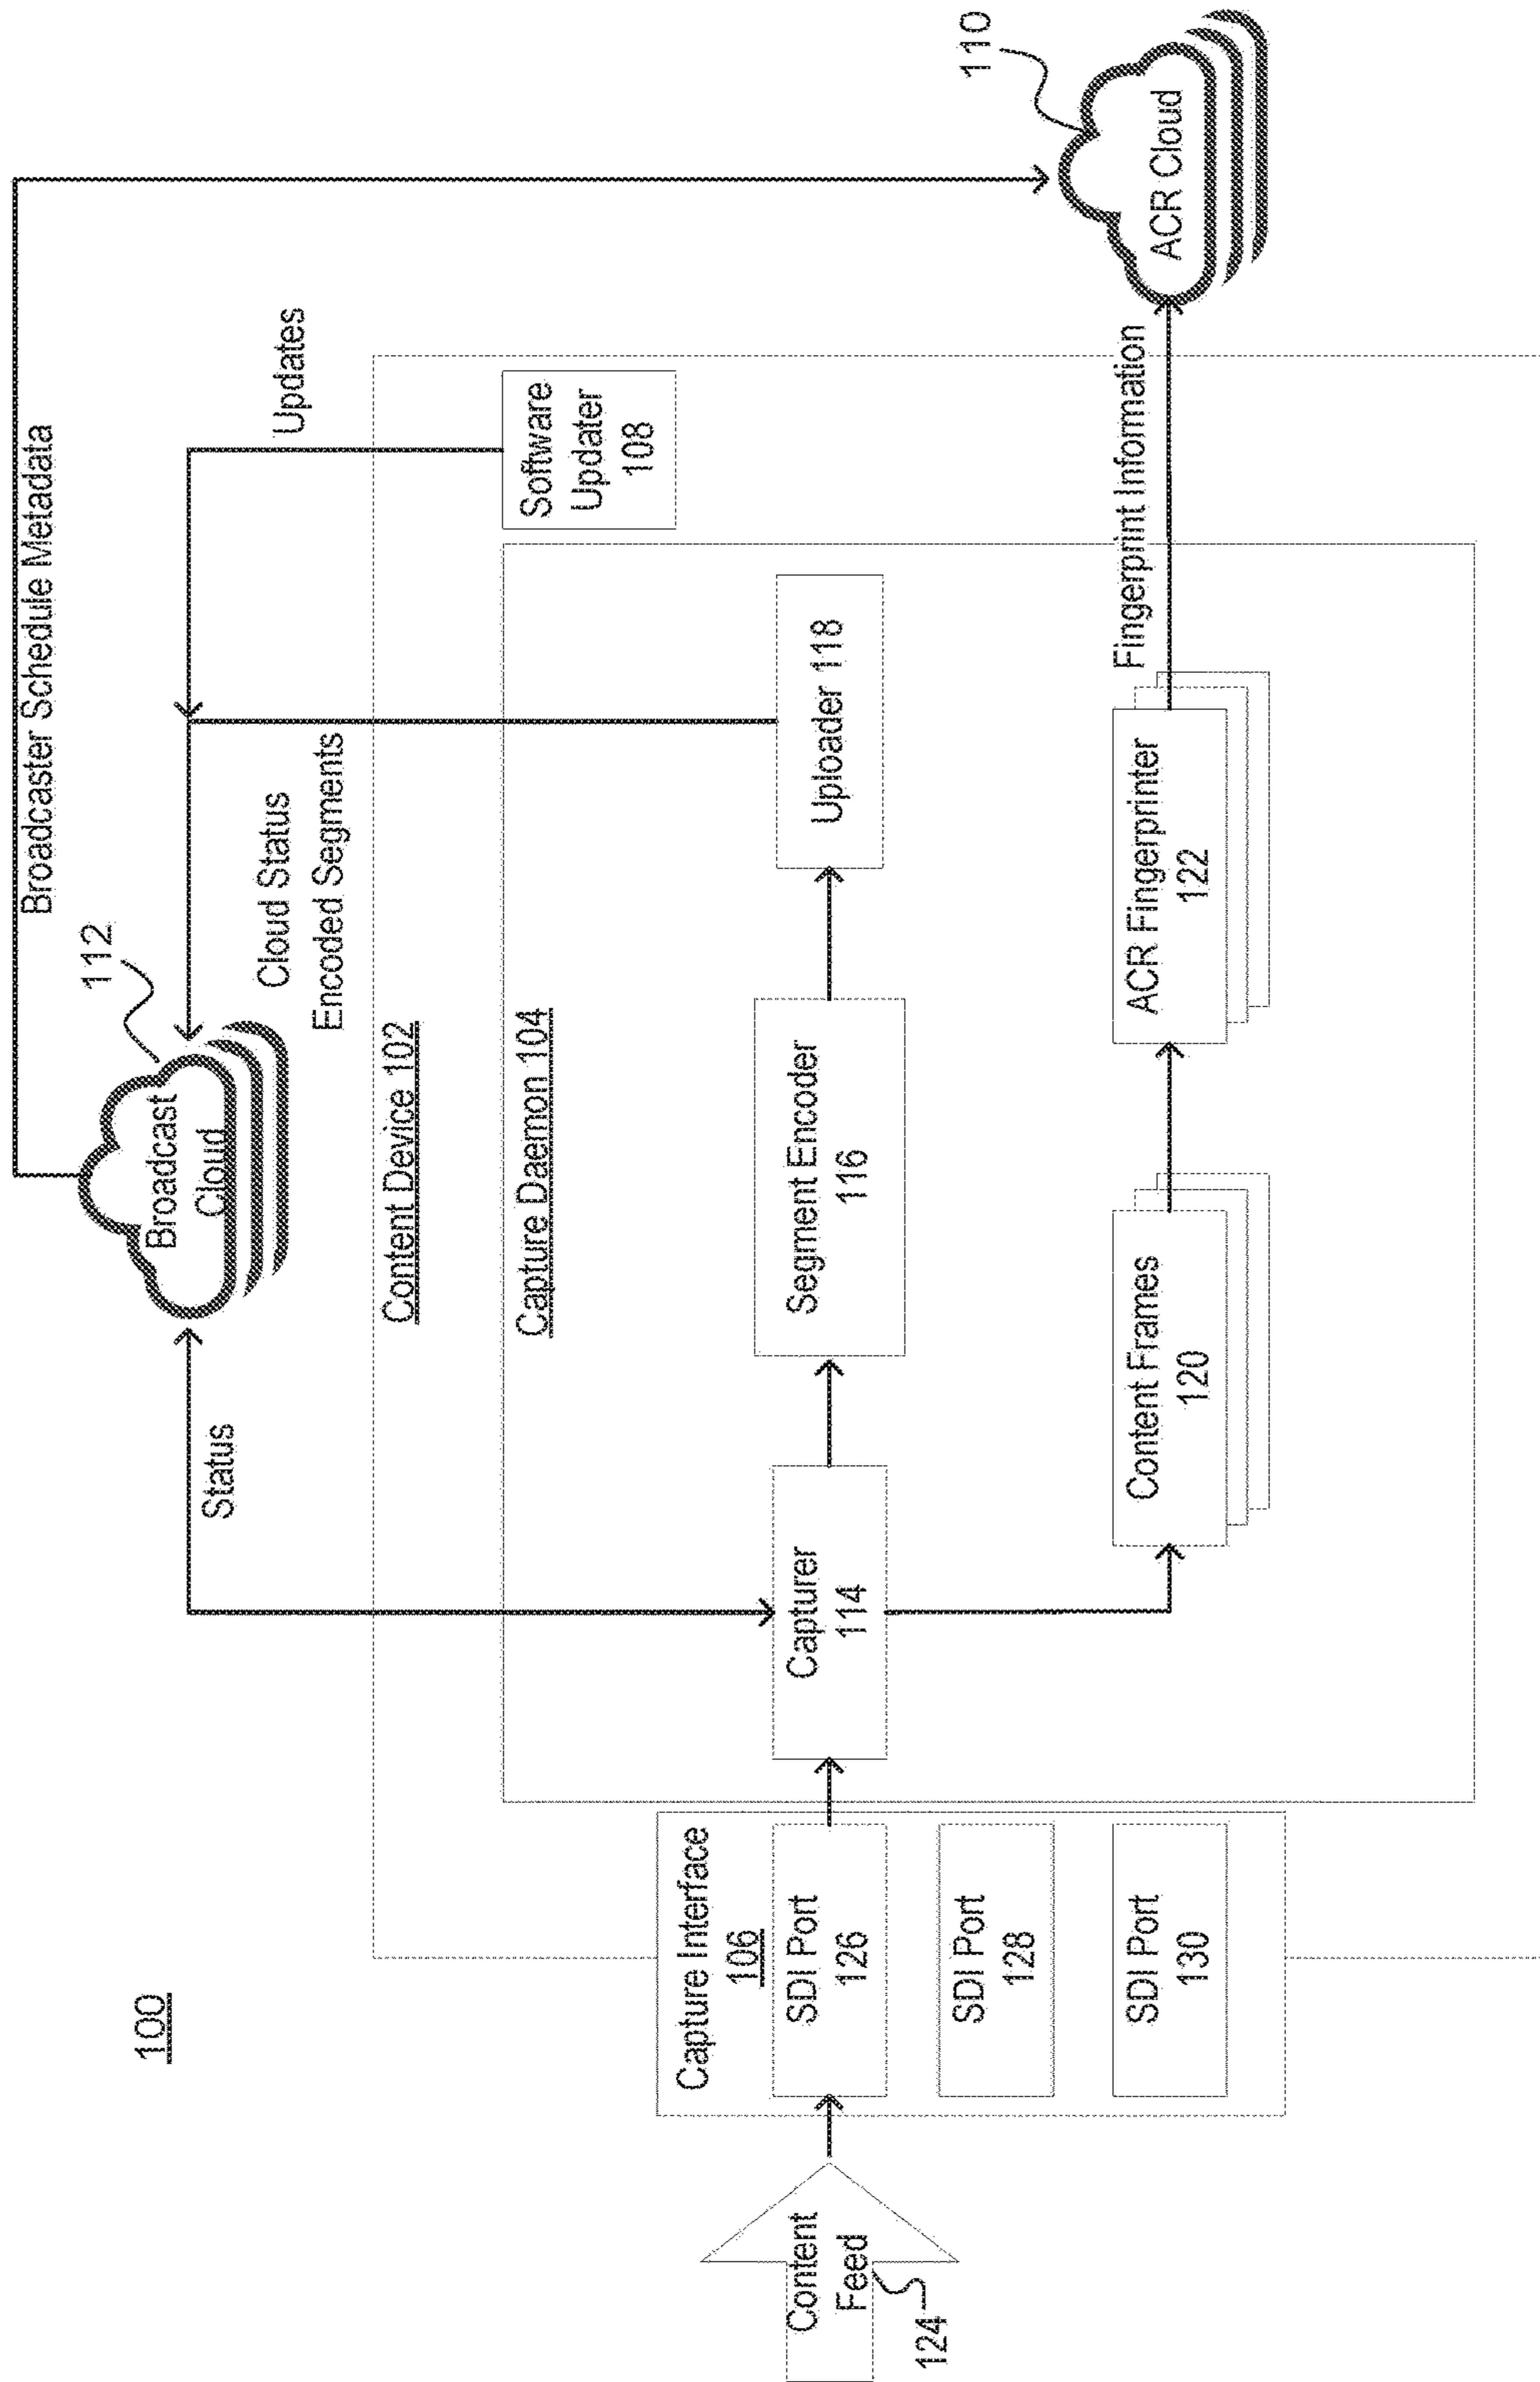 100
Broadcaster Schedule Metadata
Status
112
Broadcast
Cloud
Cloud Status
Encoded Segments
Updates
Content Device 102
Software
Updater
108
Capture Daemon 104
Capture Interface
106
Content
Feed
124
SDI Port
126
SDI Port
128
SDI Port
130
Capturer
114
Segment Encoder
116
Uploader 118
Content Frames
120
ACR Fingerprinter
122
Fingerprint Information
110
ACR Cloud